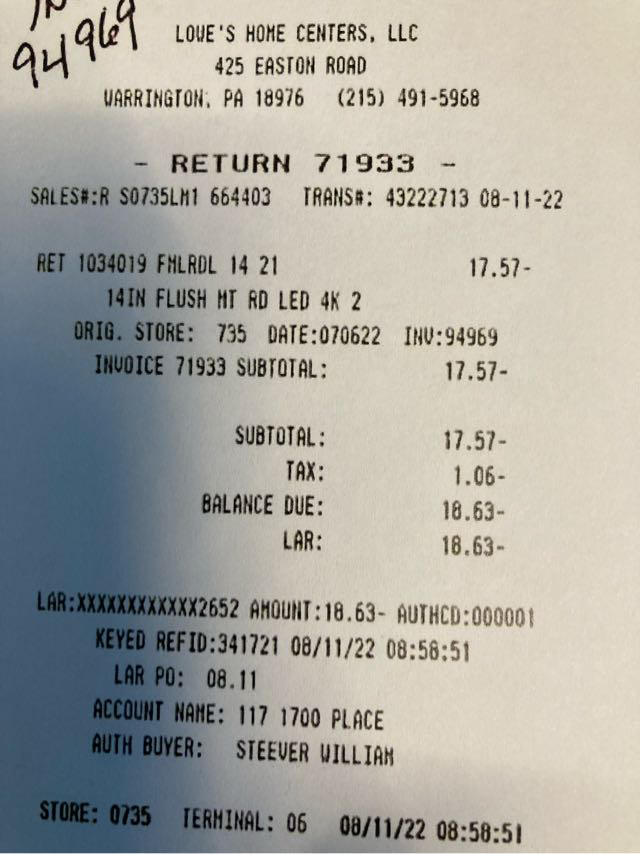 94969
LOWE'S HOME CENTERS, LLC
425 EASTON ROAD
WARRINGTON, PA 18976 (215) 491-5968
- RETURN 71933 -
SALES#:R S0735LM1 664403 TRANS#: 43222713 08-11-22
RET 1034019 FMLRDL 14 21 17.57-
14IN FLUSH MT RD LED 4K 2
ORIG. STORE: 735 DATE:070622 INV:94969
INVOICE 71933 SUBTOTAL: 17.57-
SUBTOTAL: 17.57-
TAX: 1.06-
BALANCE DUE: 18.63-
LAR: 18.63-
LAR:XXXXXXXXXXXX2652 AMOUNT:18.63- AUTHCD:000001
KEYED REFID:341721 08/11/22 08:58:51
LAR PO: 08.11
ACCOUNT NAME: 117 1700 PLACE
AUTH BUYER: STEEVER WILLIAM
STORE: 0735 TERMINAL: 06 08/11/22 08:58:51